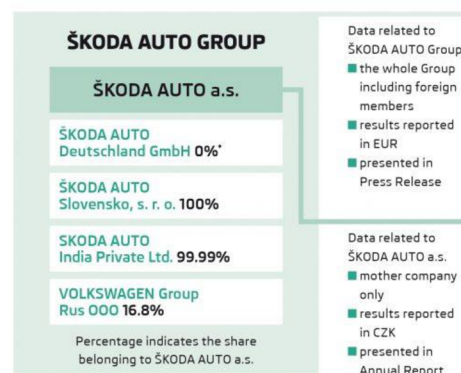 ŠKODA AUTO GROUP
ŠKODA AUTO a.s.
ŠKODA AUTO
Deutschland GmbH 0%*
ŠKODA AUTO
Slovensko, s. r. o. 100%
SKODA AUTO
India Private Ltd. 99.99%
VOLKSWAGEN Group
Rus OOO 16.8%
Percentage indicates the share
belonging to ŠKODA AUTO a.s.
Data related to
ŠKODA AUTO Group
the whole Group
including foreign
members
results reported
in EUR
presented in
Press Release
Data related to
ŠKODA AUTO a.s.
mother company
only
results reported
in CZK
presented in
Annual Report